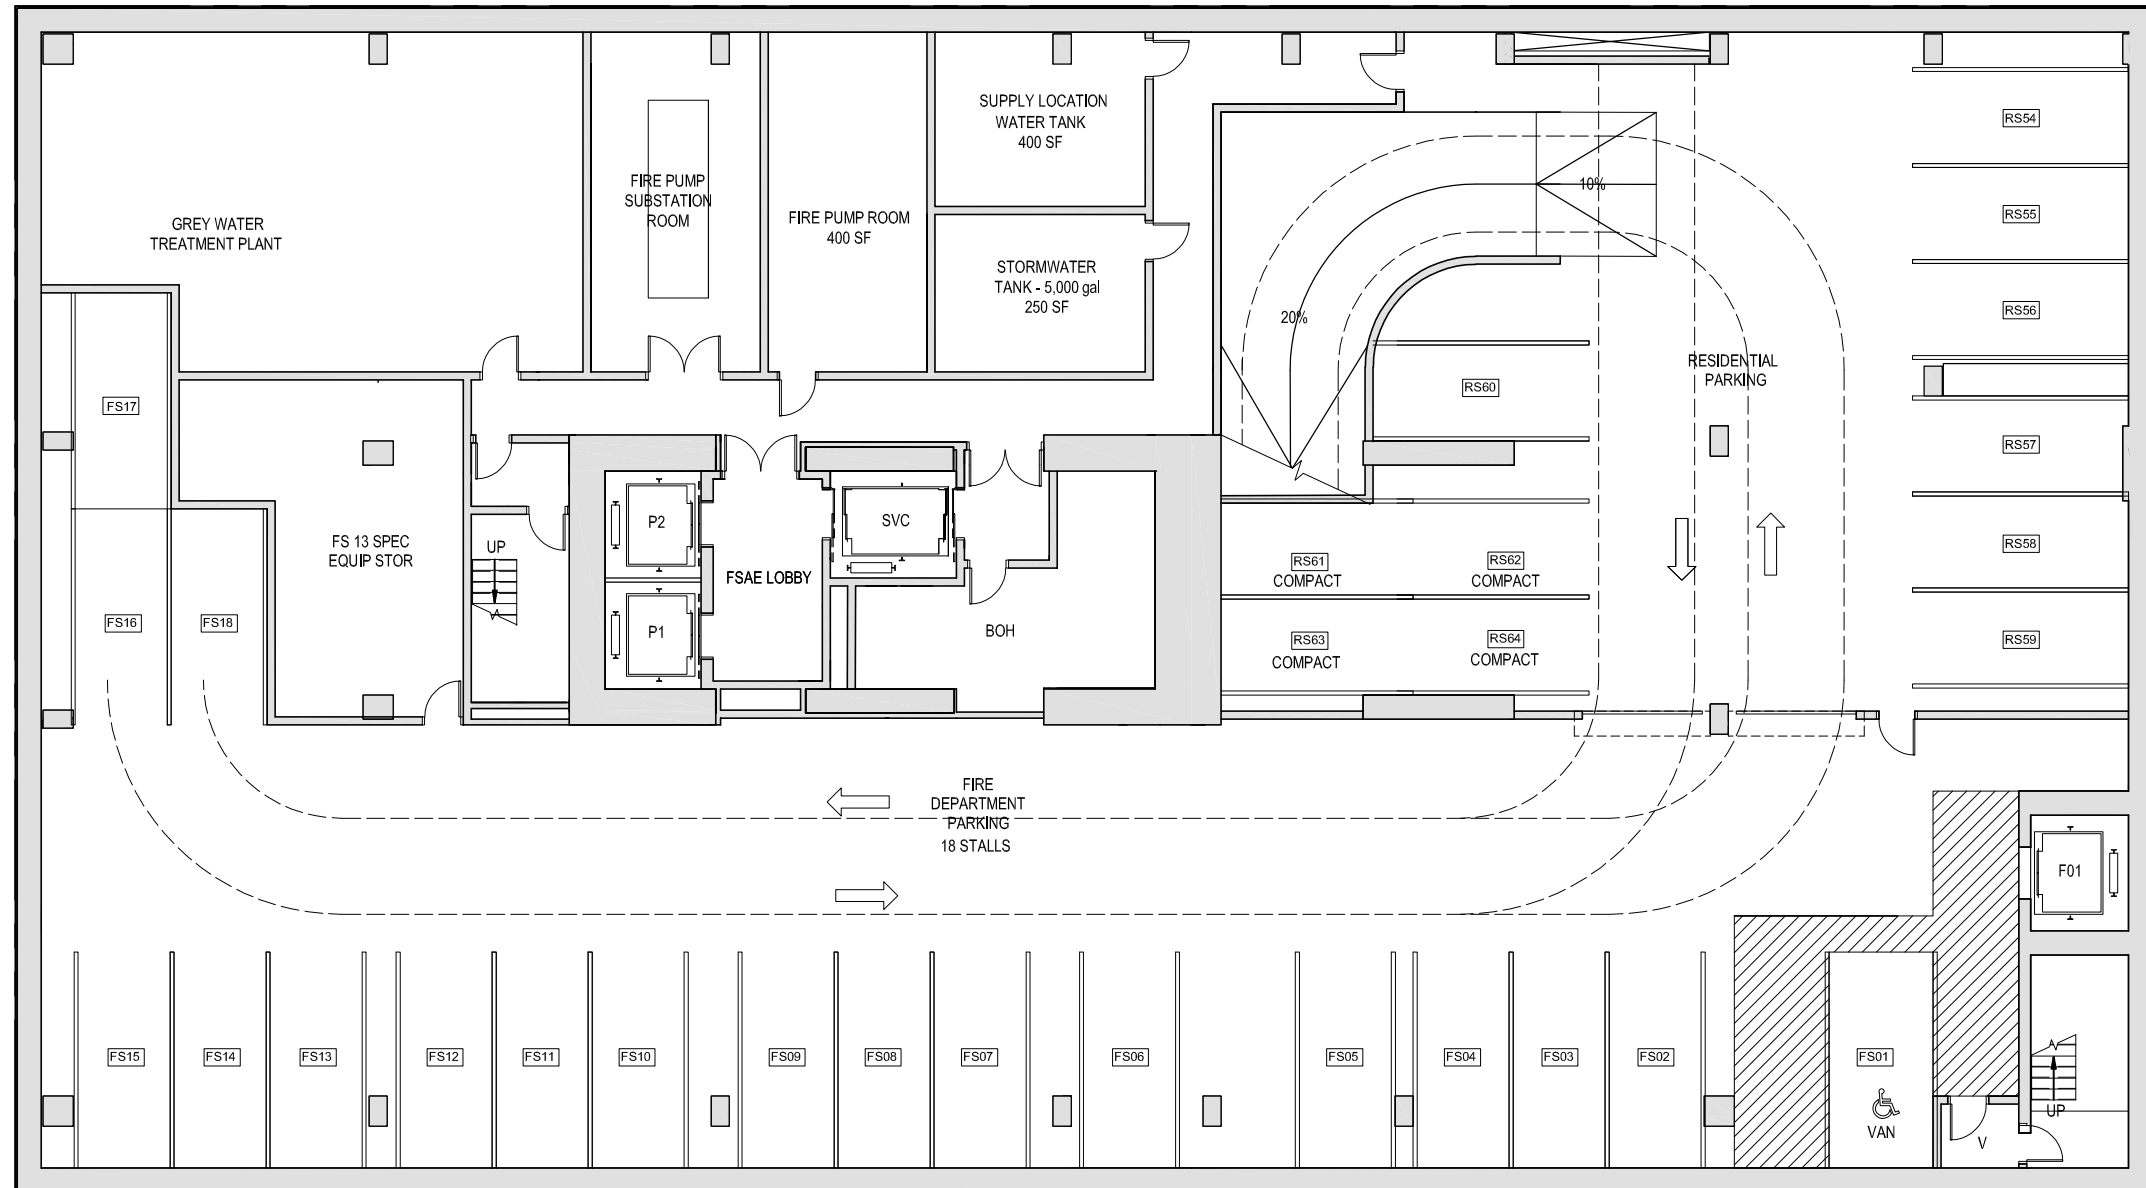 SUPPLY LOCATION
WATER TANK
400 SF
RS54
FIRE PUMP
SUBSTATION
ROOM
10%
FIRE PUMP ROOM
400 SF
RS55
GREY WATER
TREATMENT PLANT
STORMWATER
TANK - 5,000 gal
250 SF
20%
RS56
RESIDENTIAL
PARKING
RS60
FS17
RS57
P2
SVC
FS 13 SPEC
EQUIP STOR
UP
RS58
FSAE LOBBY
RS61
COMPACT
RS62
COMPACT
FS16
FS18
P1
BOH
RS63
COMPACT
RS64
COMPACT
RS59
FIRE
DEPARTMENT
PARKING
18 STALLS
F01
FS15
FS14
FS13
FS12
FS11
FS10
FS09
FS08
FS07
FS06
FS05
FS04
FS03
FS02
FS01
VAN
V
UP